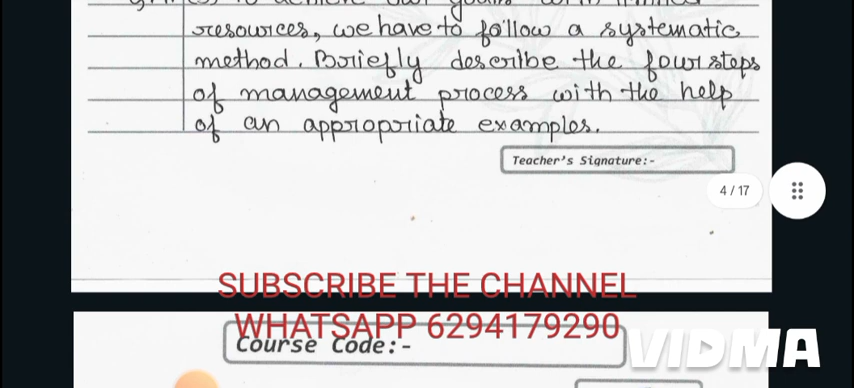 resources, we have to follow a systematic
method. Briefly describe the four steps
of management process with the help
of an appropriate examples.
Teacher's Signature:-
4 / 17
SUBSCRIBE THE CHANNEL
WHATSAPP 6294179290
Course Code:-
VIDMA